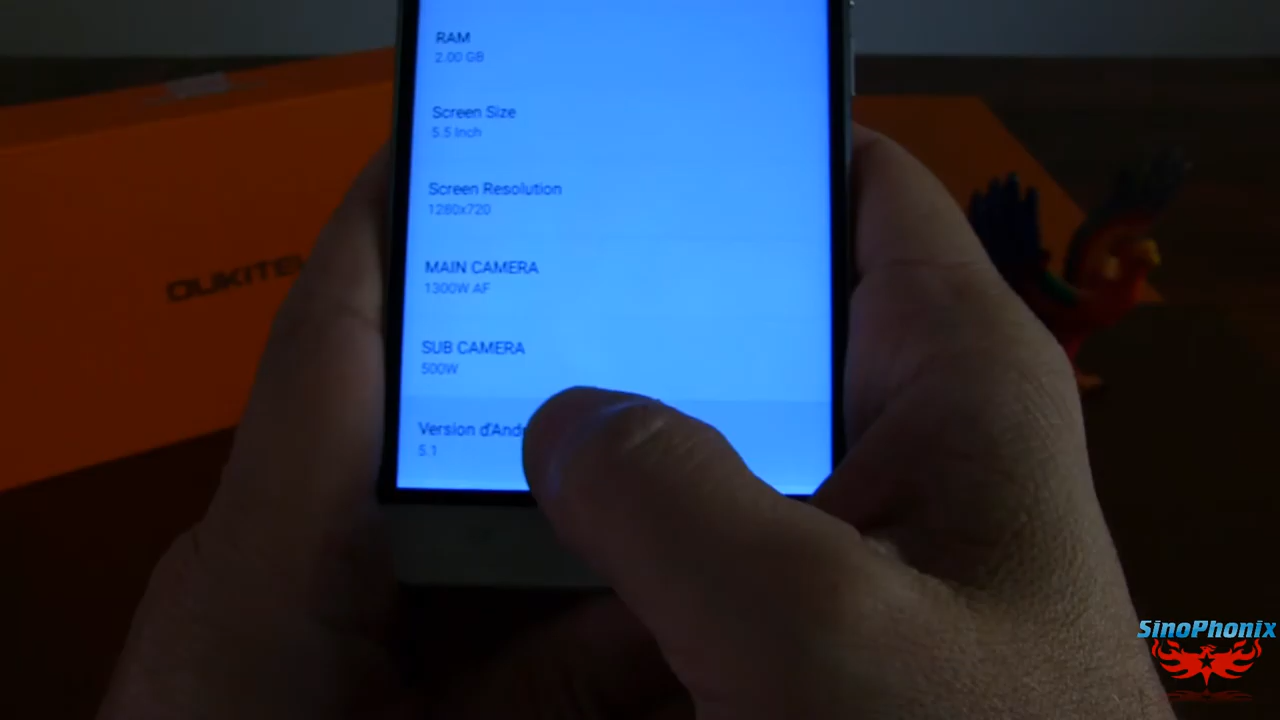 RAM
2.00 GB
Screen Size
5.5 Inch
Screen Resolution
1280x720
MAIN CAMERA
1300W AF
SUB CAMERA
500W
Version d'And
5.1
OUKITEL
SinoPhonix